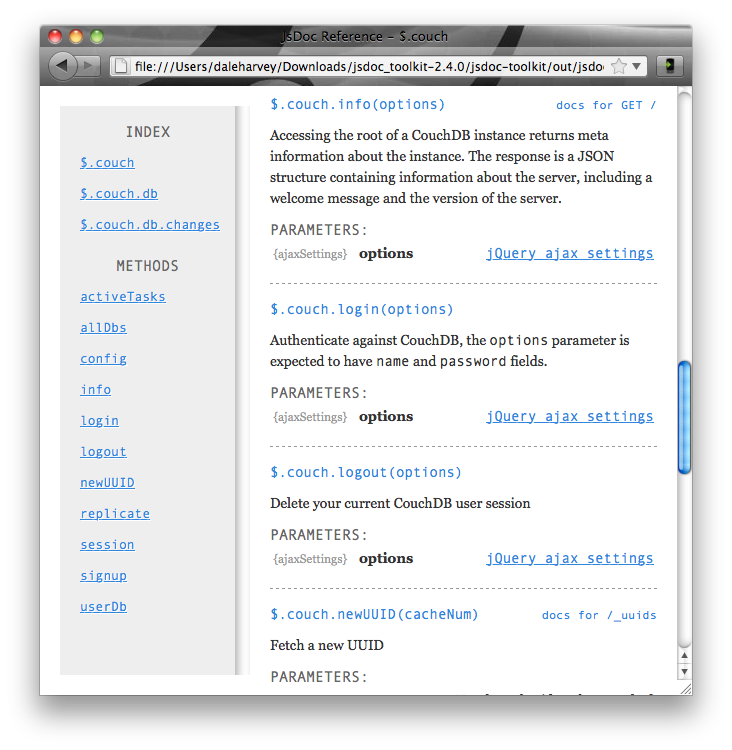 JsDoc Reference - $.couch
file:///Users/daleharvey/Downloads/jsdoc_toolkit-2.4.0/jsdoc-toolkit/out/jsdoc
INDEX
$.couch
$.couch.db
$.couch.db.changes
METHODS
activeTasks
allDbs
config
info
login
logout
newUUID
replicate
session
signup
userDb
$.couch.info(options) docs for GET /
Accessing the root of a CouchDB instance returns meta
information about the instance. The response is a JSON
structure containing information about the server, including a
welcome message and the version of the server.
PARAMETERS:
{ajaxSettings} options jQuery ajax settings
$.couch.login(options)
Authenticate against CouchDB, the options parameter is
expected to have name and password fields.
PARAMETERS:
{ajaxSettings} options jQuery ajax settings
$.couch.logout(options)
Delete your current CouchDB user session
PARAMETERS:
{ajaxSettings} options jQuery ajax settings
$.couch.newUUID(cacheNum) docs for /_uuids
Fetch a new UUID
PARAMETERS: